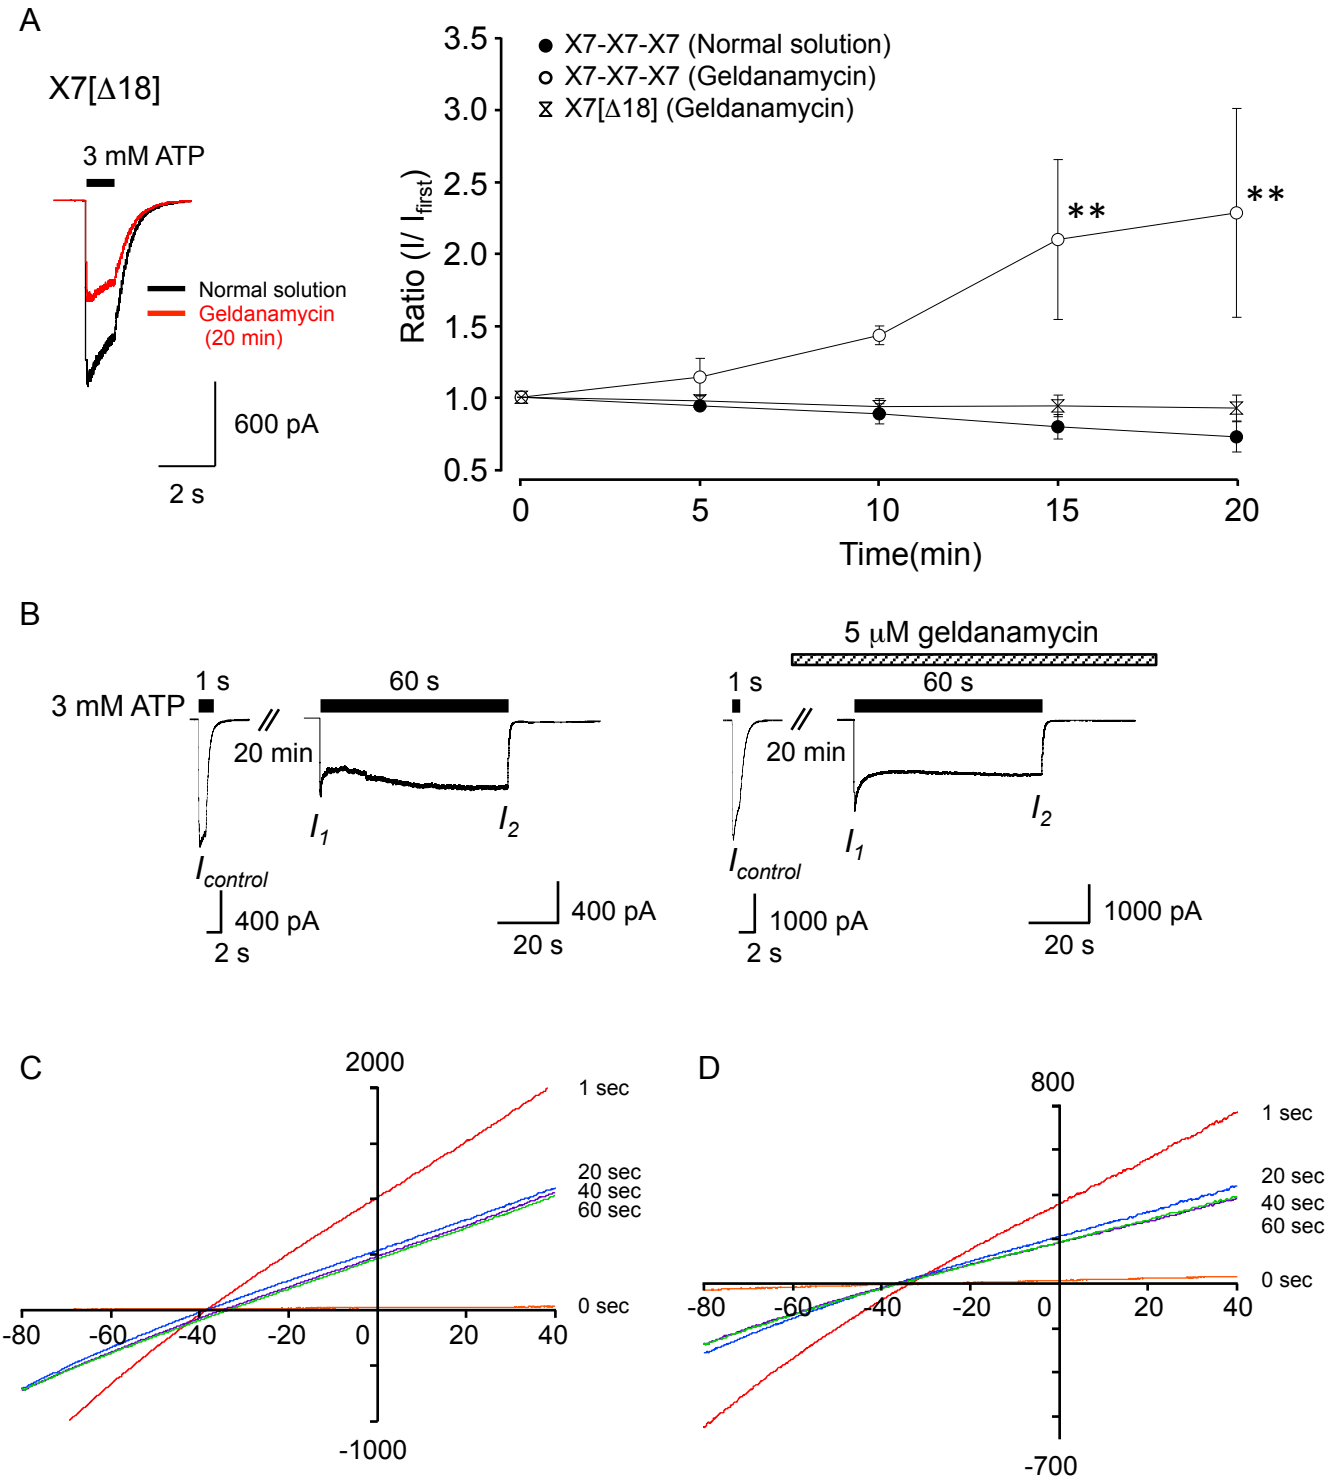 A
X7[Δ18]
3 mM ATP
Normal solution
Geldanamycin
(20 min)
600 pA
2 s
X7-X7-X7 (Normal solution)
X7-X7-X7 (Geldanamycin)
X7[Δ18] (Geldanamycin)
Ratio (I/ Ifirst)
3.5
3.0
2.5
2.0
1.5
1.0
0.5
**
**
0 5 10 15 20
Time(min)
B
5 μM geldanamycin
3 mM ATP
1 s
60 s
20 min
I1
I2
Icontrol
400 pA
2 s
400 pA
20 s
1 s
60 s
20 min
I1
I2
Icontrol
1000 pA
2 s
1000 pA
20 s
C
2000
1 sec
20 sec
40 sec
60 sec
0 sec
-80 -60 -40 -20 0 20 40
-1000
D
800
1 sec
20 sec
40 sec
60 sec
0 sec
-80 -60 -40 -20 0 20 40
-700